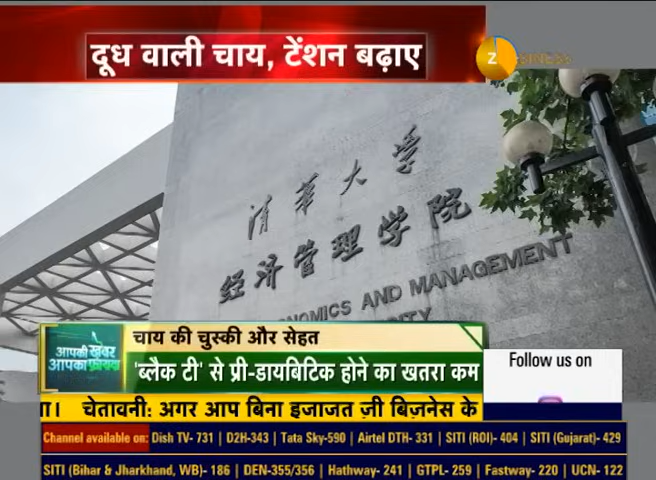 दूध वाली चाय, टेंशन बढ़ाए
Z BUSINESS
清华大学
经济管理学院
ECONOMICS AND MANAGEMENT
चाय की चुस्की और सेहत
आपकी खबर
आपका फ़ायदा
'ब्लैक टी' से प्री-डायबिटिक होने का खतरा कम
Follow us on
चेतावनी: अगर आप बिना इजाजत ज़ी बिज़नेस के
Channel available on: Dish TV- 731 | D2H-343 | Tata Sky-590 | Airtel DTH- 331 | SITI (ROI)- 404 | SITI (Gujarat)- 429
SITI (Bihar & Jharkhand, WB)- 186 | DEN-355/356 | Hathway- 241 | GTPL- 259 | Fastway- 220 | UCN- 122